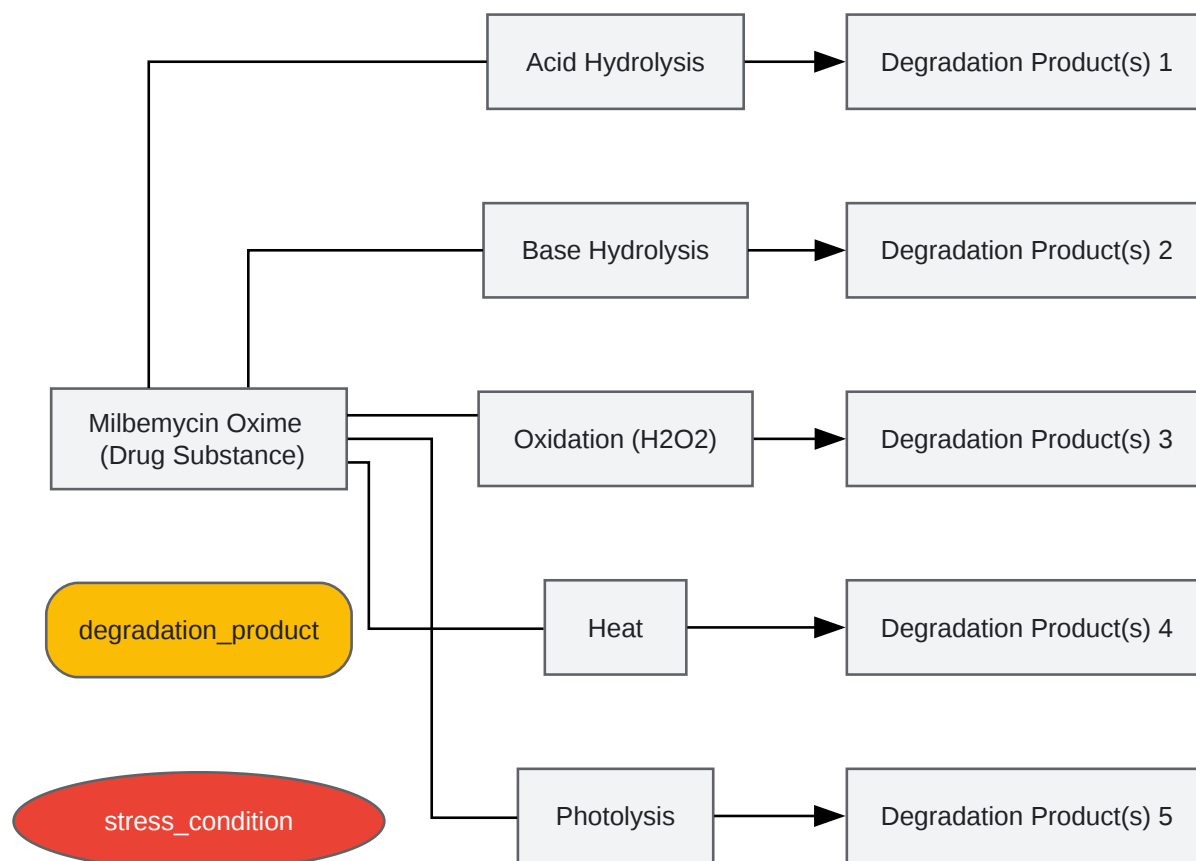 Acid Hydrolysis
Degradation Product(s) 1
Base Hydrolysis
Degradation Product(s) 2
Milbemycin Oxime
(Drug Substance)
Oxidation (H2O2)
Degradation Product(s) 3
degradation_product
Heat
Degradation Product(s) 4
stress_condition
Photolysis
Degradation Product(s) 5